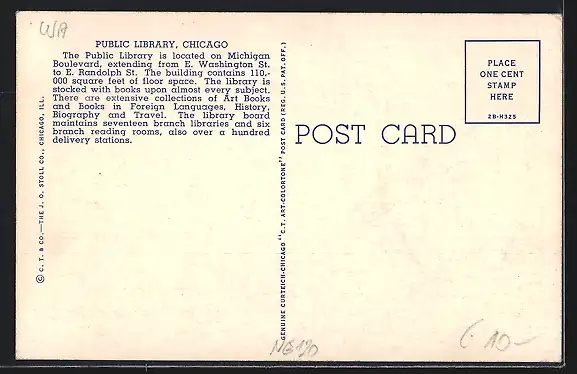 USA
PUBLIC LIBRARY, CHICAGO
The Public Library is located on Michigan
Boulevard, extending from E. Washington St.
to E. Randolph St. The building contains 110,-
000 square feet of floor space. The library is
stocked with books upon almost every subject.
There are extensive collections of Art Books
and Books in Foreign Languages, History,
Biography and Travel. The library board
maintains seventeen branch libraries and six
branch reading rooms, also over a hundred
delivery stations.
© C. T. & CO.—THE J. O. STOLL CO., CHICAGO, ILL.
GENUINE CURTEICH-CHICAGO "C. T. ART-COLORTONE" POST CARD (REG. U. S. PAT. OFF.)
POST CARD
PLACE
ONE CENT
STAMP
HERE
2B-H325
10—